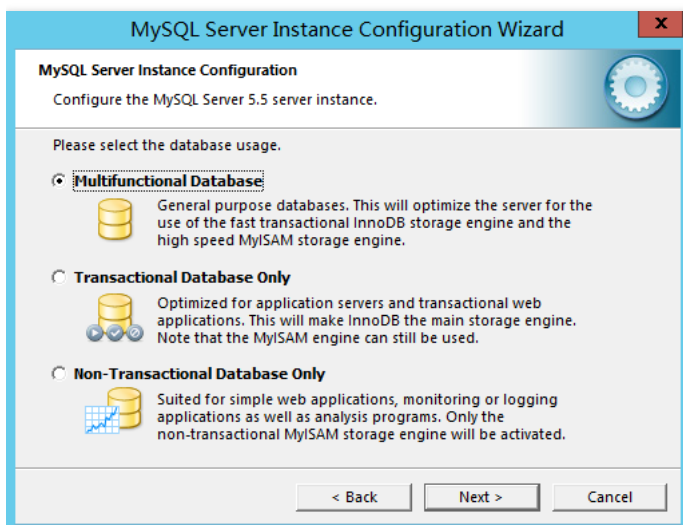 MySQL Server Instance Configuration Wizard
x
MySQL Server Instance Configuration
Configure the MySQL Server 5.5 server instance.
Please select the database usage.
Multifunctional Database
General purpose databases. This will optimize the server for the
use of the fast transactional InnoDB storage engine and the
high speed MyISAM storage engine.
Transactional Database Only
Optimized for application servers and transactional web
applications. This will make InnoDB the main storage engine.
Note that the MyISAM engine can still be used.
Non-Transactional Database Only
Suited for simple web applications, monitoring or logging
applications as well as analysis programs. Only the
non-transactional MyISAM storage engine will be activated.
< Back Next > Cancel